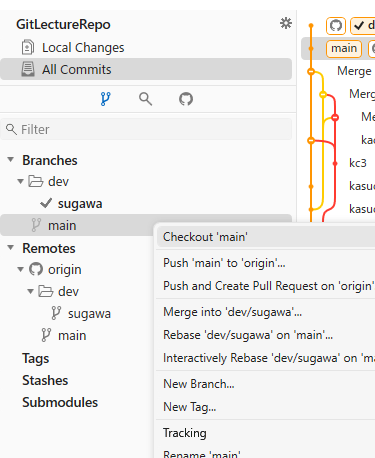 GitLectureRepo
Local Changes
All Commits
Filter
Branches
dev
sugawa
main
Remotes
origin
dev
sugawa
main
Tags
Stashes
Submodules
d
main
Merge
Merg
Me
kac
kc3
kasuc
kasuc
Checkout 'main'
Push 'main' to 'origin'...
Push and Create Pull Request on 'origin'
Merge into 'dev/sugawa'...
Rebase 'dev/sugawa' on 'main'...
Interactively Rebase 'dev/sugawa' on 'ma
New Branch...
New Tag...
Tracking
Rename 'main'